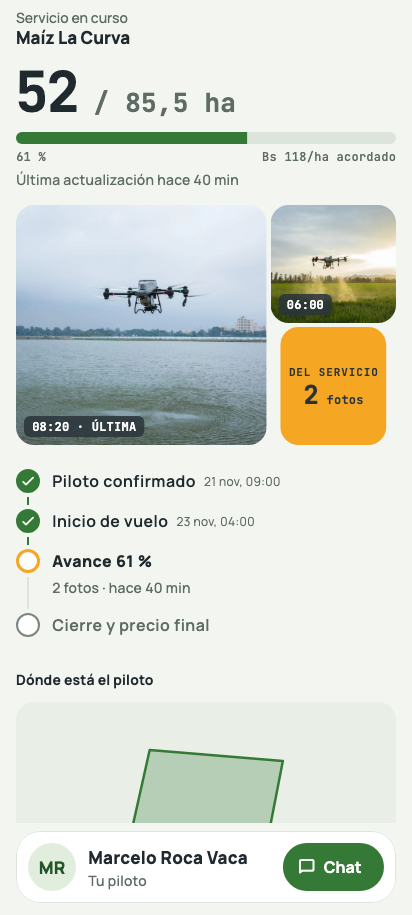 Servicio en curso
Maíz La Curva
52 / 85,5 ha
61 %
Bs 118/ha acordado
Última actualización hace 40 min
06:00
08:20 · ÚLTIMA
DEL SERVICIO
2 fotos
Piloto confirmado 21 nov, 09:00
Inicio de vuelo 23 nov, 04:00
Avance 61 %
2 fotos · hace 40 min
Cierre y precio final
Dónde está el piloto
MR
Marcelo Roca Vaca
Tu piloto
Chat